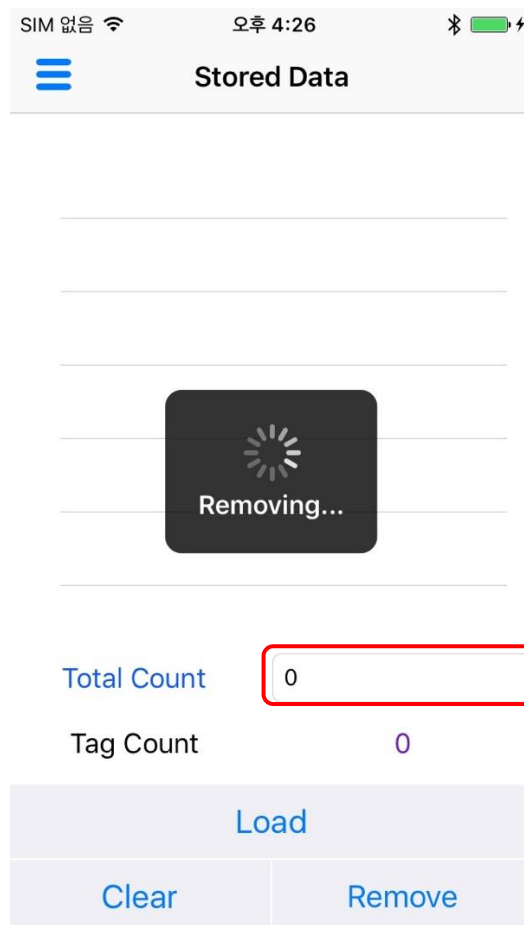 SIM 없음 오후 4:26
Stored Data
Removing...
Total Count 0
Tag Count 0
Load
Clear Remove